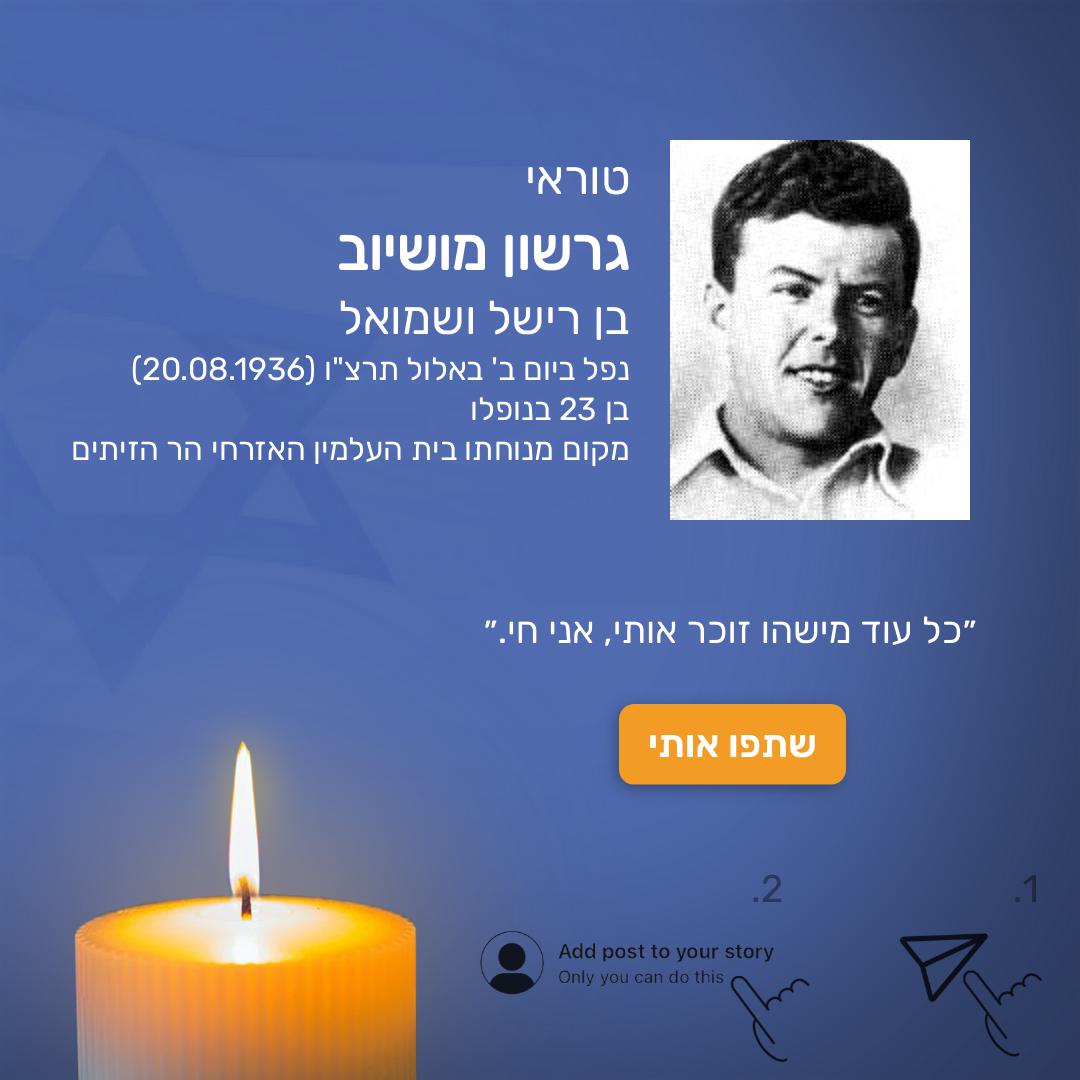 טוראי
גרשון מושיוב
בן רישל ושמואל
נפל ביום ב' באלול תרצ"ו (20.08.1936)
בן 23 בנופלו
מקום מנוחתו בית העלמין האזרחי הר הזיתים
״כל עוד מישהו זוכר אותי, אני חי.״
שתפו אותי
1.
2.
Add post to your story
Only you can do this